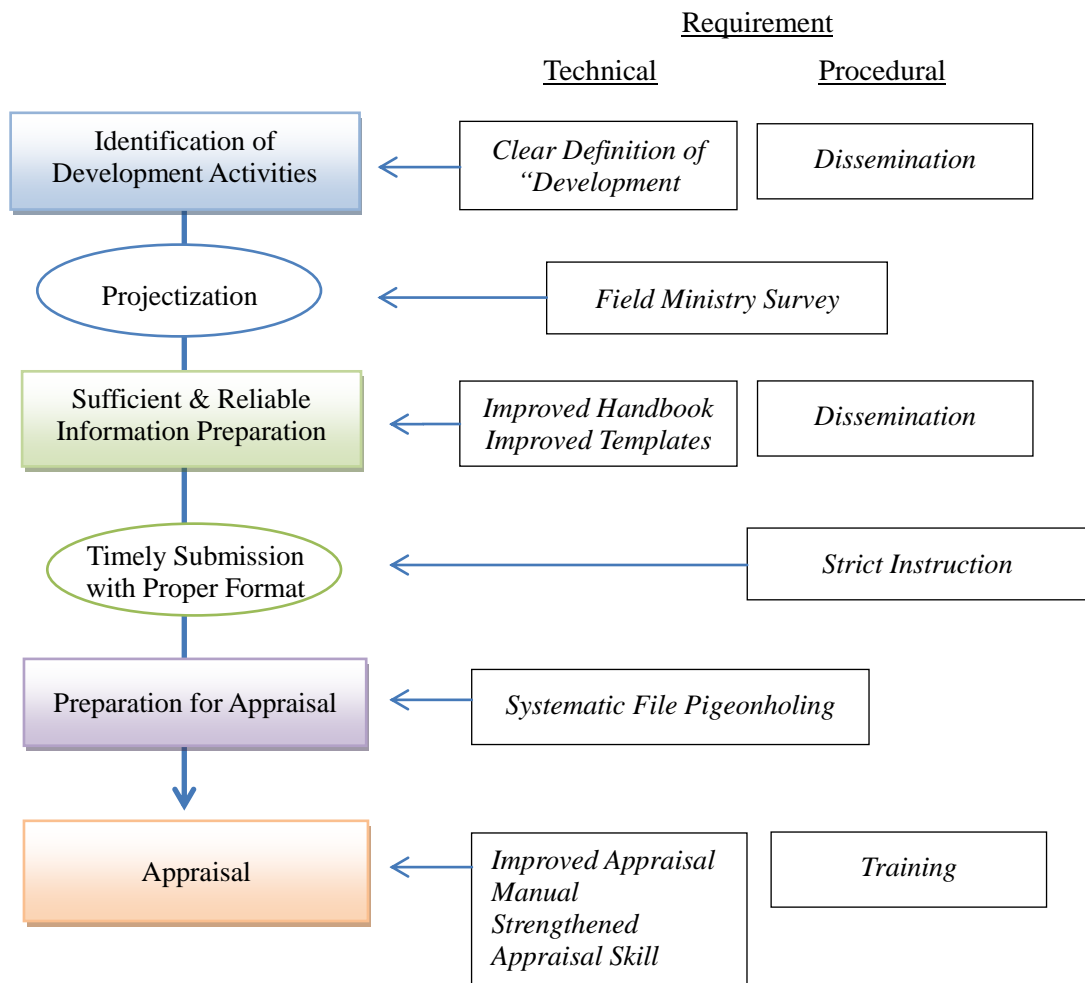 Requirement
Technical
Procedural
Identification of
Development Activities
Clear Definition of
“Development
Dissemination
Projectization
Field Ministry Survey
Sufficient & Reliable
Information Preparation
Improved Handbook
Improved Templates
Dissemination
Timely Submission
with Proper Format
Strict Instruction
Preparation for Appraisal
Systematic File Pigeonholing
Appraisal
Improved Appraisal
Manual
Strengthened
Appraisal Skill
Training